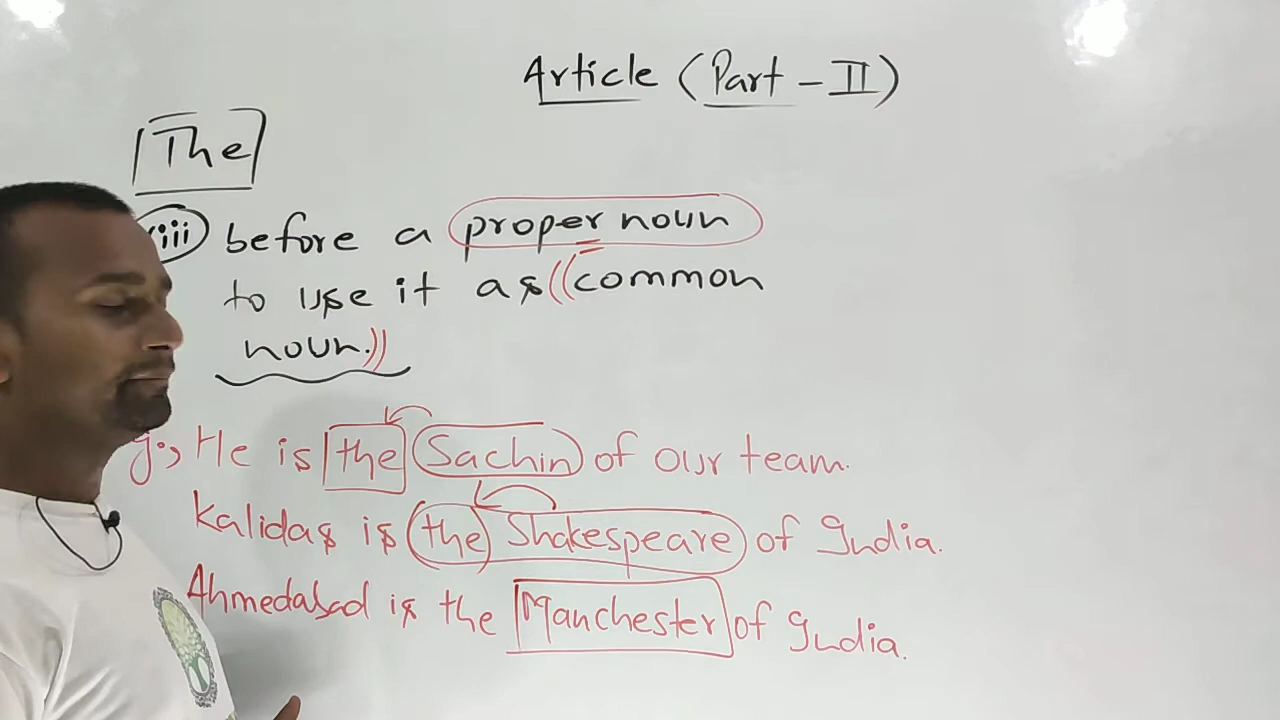 Article (Part - II)
The
iii before a proper noun
to use it as common
noun.
g:, He is the Sachin of our team.
Kalidas is the Shakespeare of India.
Ahmedabad is the Manchester of India.